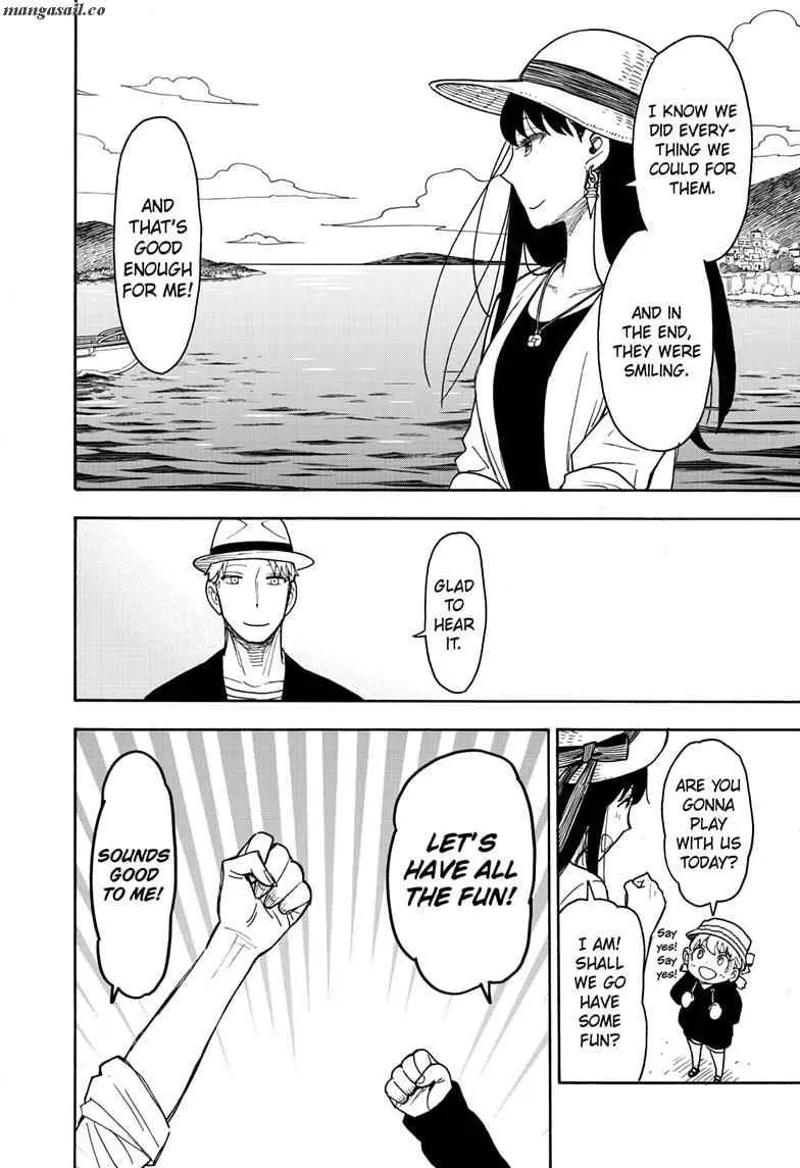 mangasail.co
I KNOW WE
DID EVERY-
THING WE
COULD FOR
THEM.
AND IN
THE END,
THEY WERE
SMILING.
AND
THAT'S
GOOD
ENOUGH
FOR ME!
GLAD
TO
HEAR
IT.
ARE YOU
GONNA
PLAY
WITH US
TODAY?
Say
yes!
Say
yes!
I AM!
SHALL
WE GO
HAVE
SOME
FUN?
LET'S
HAVE ALL
THE FUN!
SOUNDS
GOOD
TO ME!